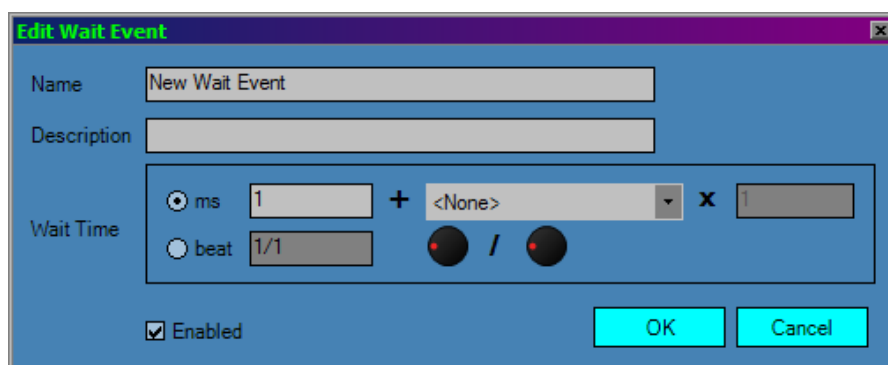 Edit Wait Event
Name New Wait Event
Description
Wait Time
ms 1 + <None> x 1
beat 1/1 /
Enabled OK Cancel